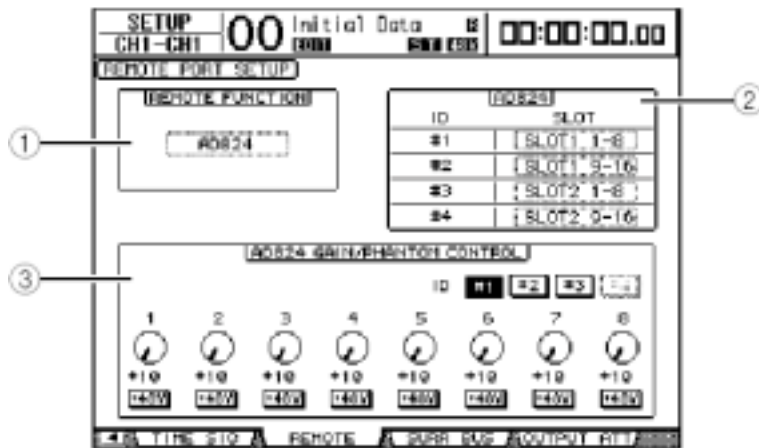 SETUP
CH1-CH1
00
Initial Data
EDIT
ST 48k
00:00:00.00
REMOTE PORT SETUP
REMOTE FUNCTION
AD824
①
AD824
②
ID SLOT
#1 SLOT1 1-8
#2 SLOT1 9-16
#3 SLOT2 1-8
#4 SLOT2 9-16
③
AD824 GAIN/PHANTOM CONTROL
ID #1 #2 #3 #4
1 2 3 4 5 6 7 8
+10 +10 +10 +10 +10 +10 +10 +10
+48V +48V +48V +48V +48V +48V +48V +48V
TIME SIG REMOTE SURR BUS OUTPUT ATT